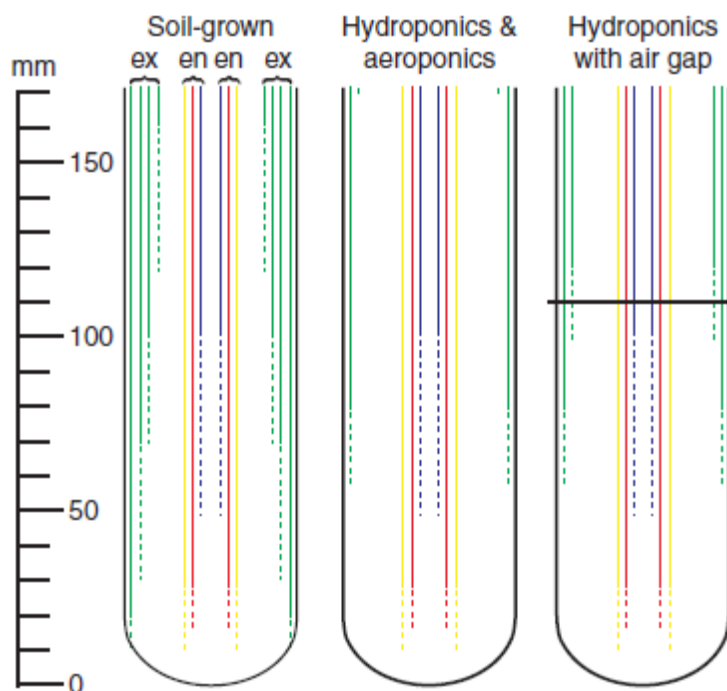 Soil-grown
ex en en ex
Hydroponics &
aeroponics
Hydroponics
with air gap
mm
150
100
50
0